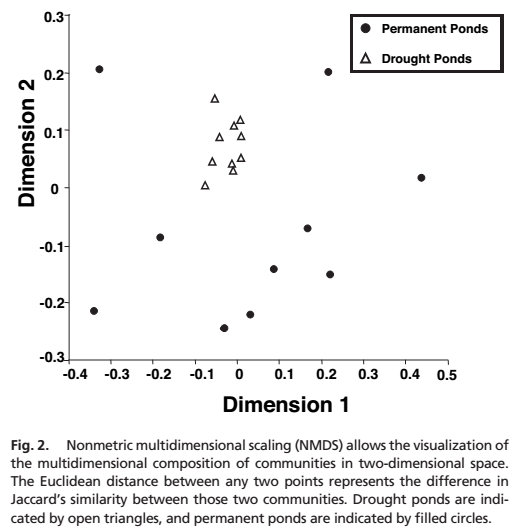 0.3
0.2
0.1
0
-0.1
-0.2
-0.3
Dimension 2
Permanent Ponds
Drought Ponds
-0.4 -0.3 -0.2 -0.1 0 0.1 0.2 0.3 0.4 0.5
Dimension 1
Fig. 2. Nonmetric multidimensional scaling (NMDS) allows the visualization of
the multidimensional composition of communities in two-dimensional space.
The Euclidean distance between any two points represents the difference in
Jaccard's similarity between those two communities. Drought ponds are indi-
cated by open triangles, and permanent ponds are indicated by filled circles.